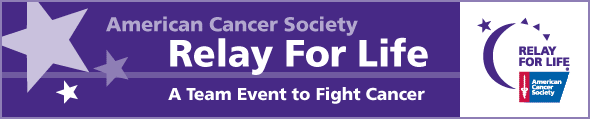 American Cancer Society
Relay For Life
A Team Event to Fight Cancer
RELAY
FOR LIFE®
American
Cancer
Society